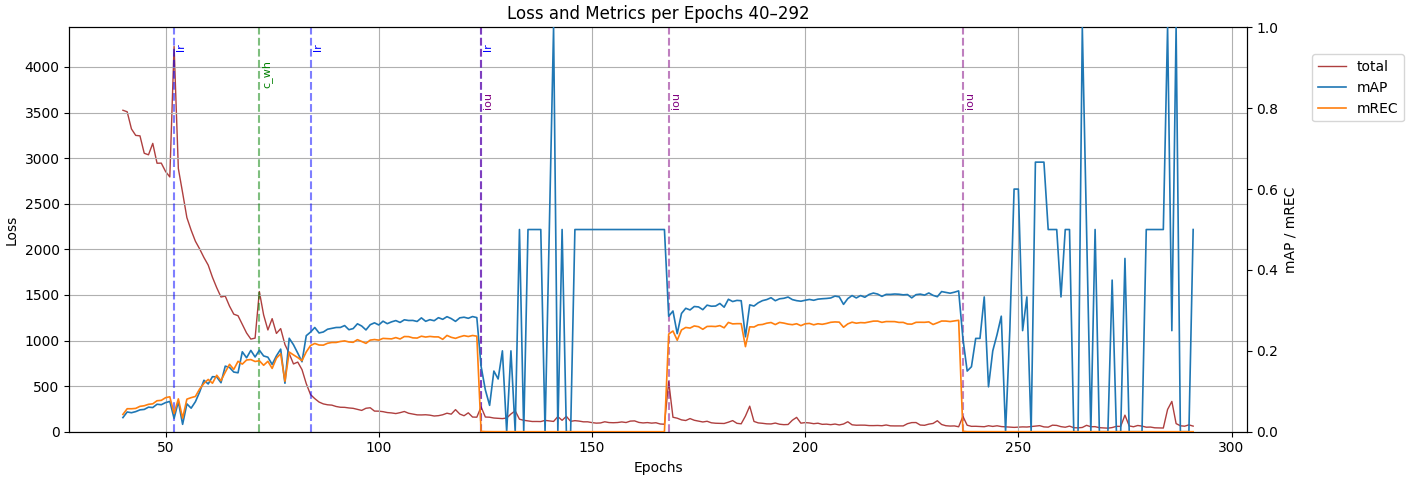 Loss and Metrics per Epochs 40–292
lr
c_wh
lr
lr
iou
iou
iou
4000
3500
3000
2500
2000
1500
1000
500
0
Loss
1.0
0.8
0.6
0.4
0.2
0.0
mAP / mREC
50
100
150
200
250
300
Epochs
total
mAP
mREC